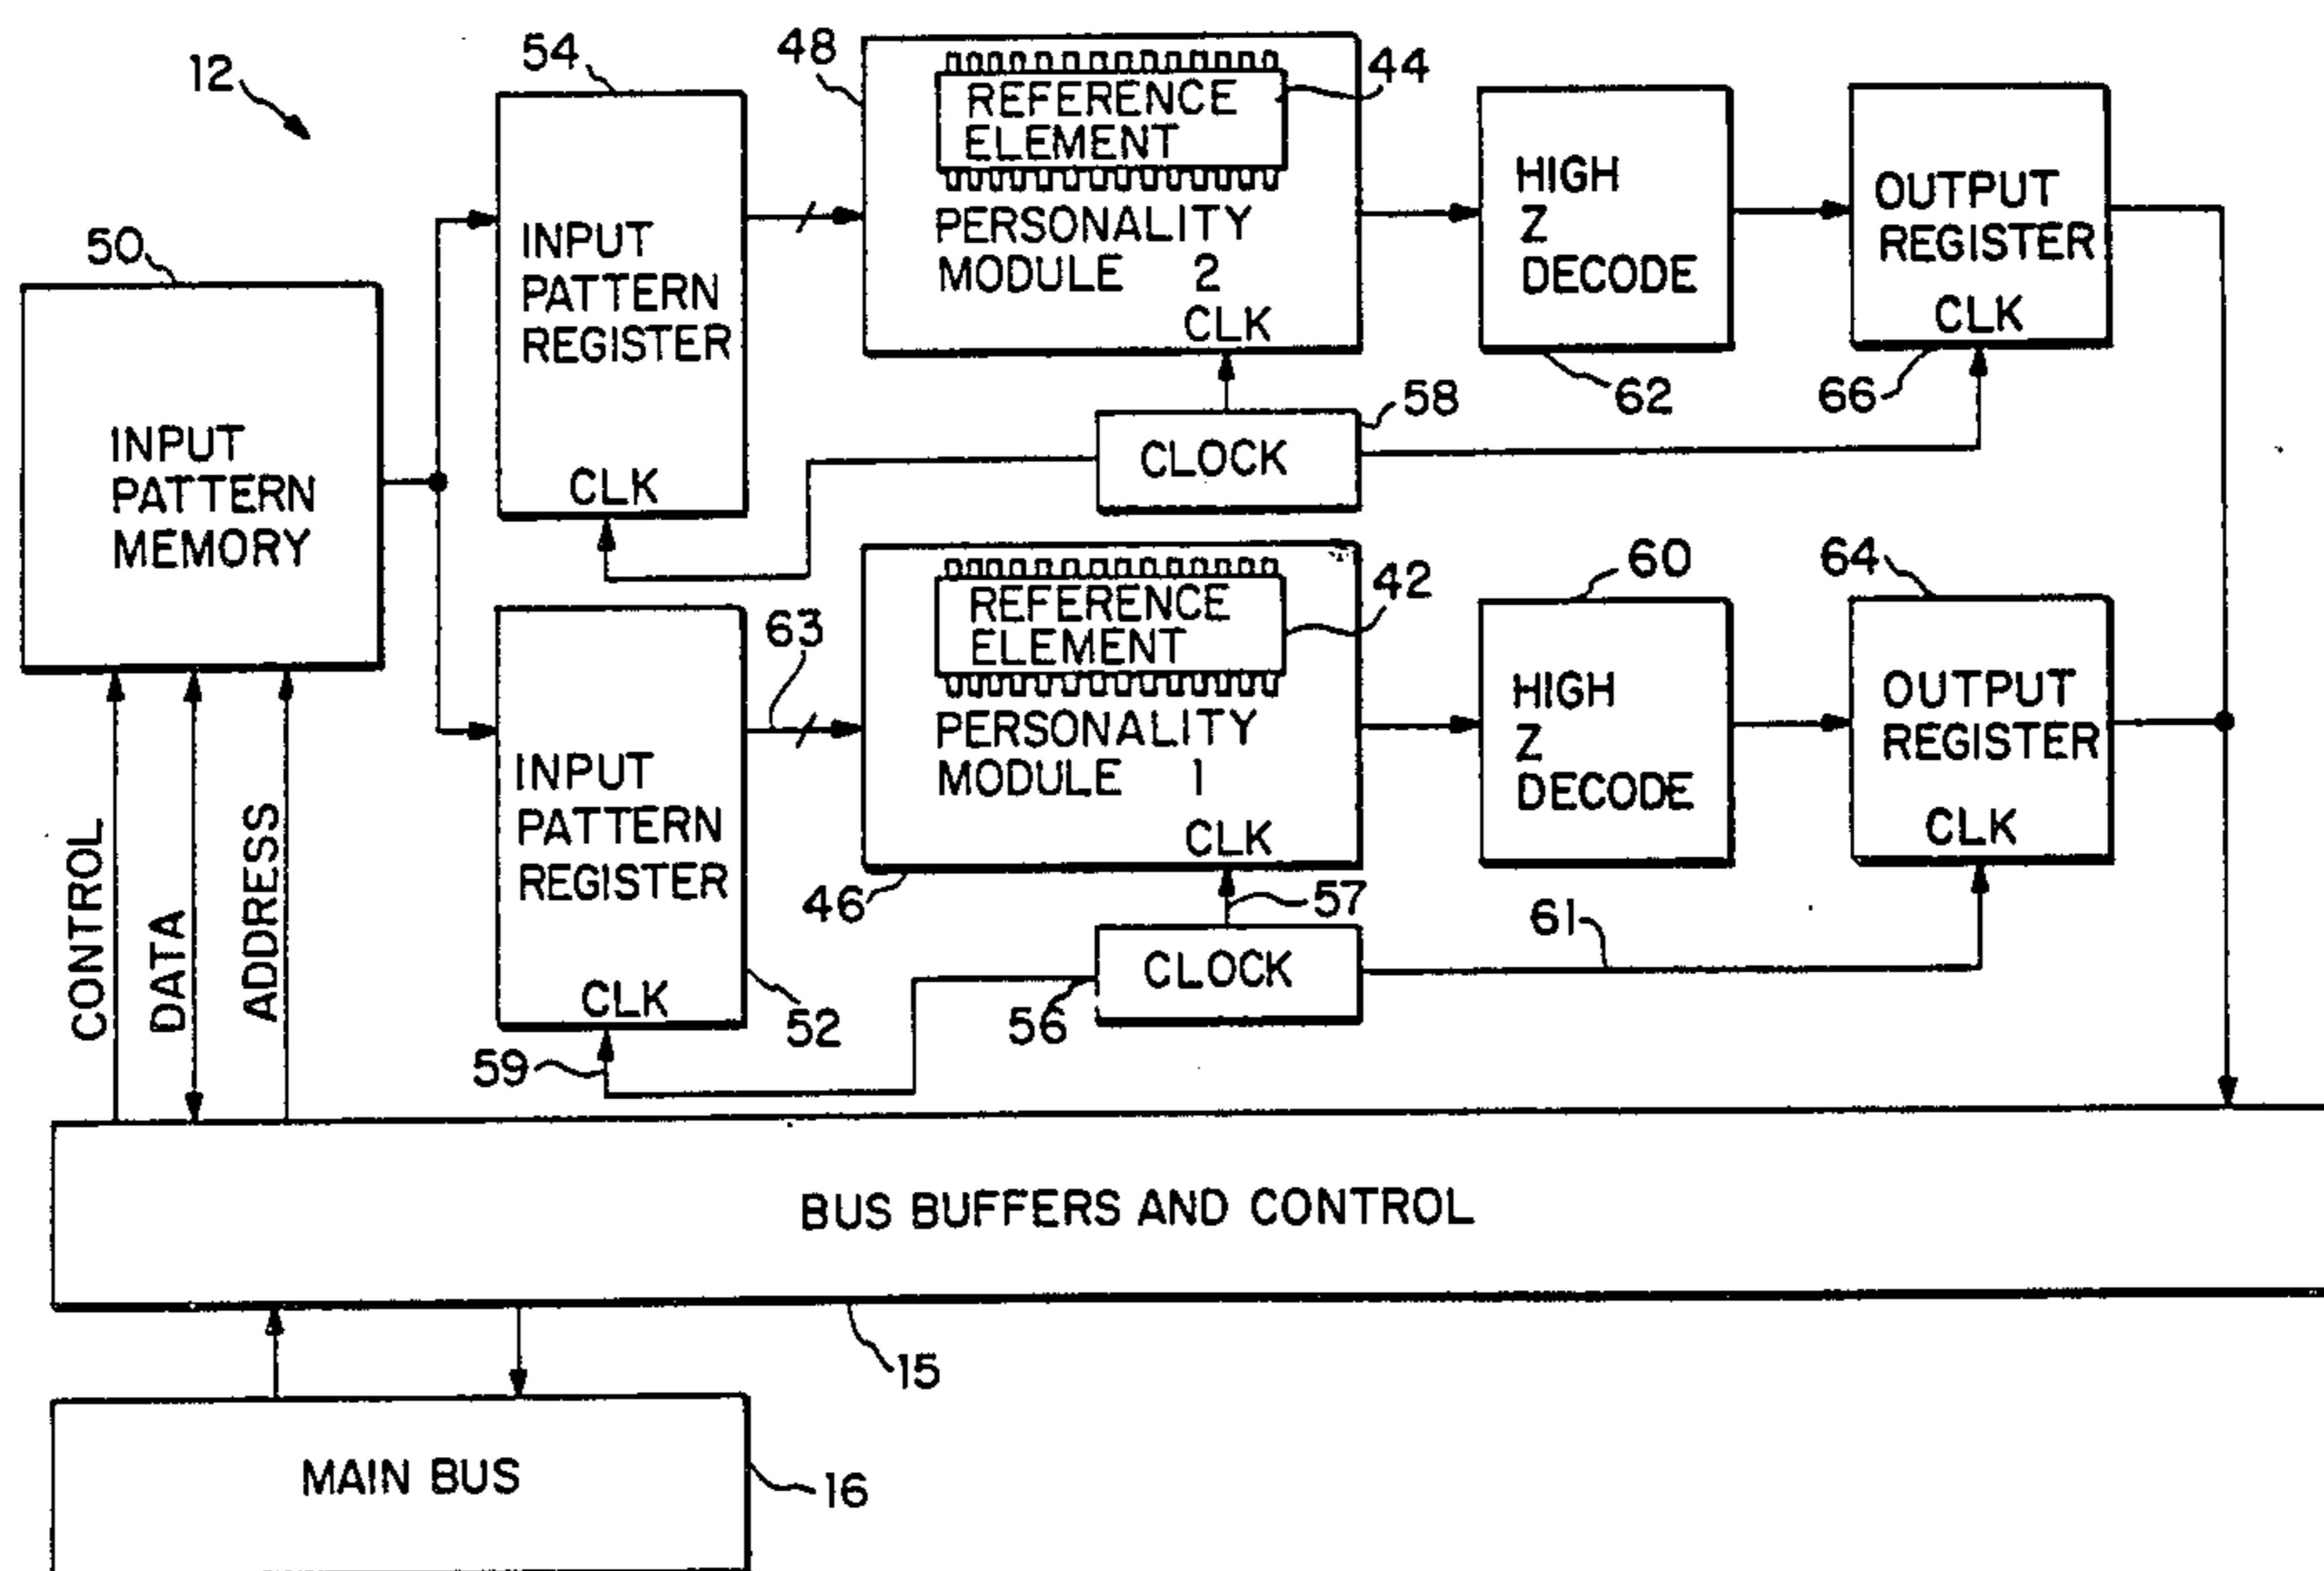 12
54
48
REFERENCE
ELEMENT
44
PERSONALITY
MODULE 2
CLK
HIGH
Z
DECODE
62
OUTPUT
REGISTER
CLK
66
50
INPUT
PATTERN
MEMORY
INPUT
PATTERN
REGISTER
CLK
CLOCK
58
63
REFERENCE
ELEMENT
42
PERSONALITY
MODULE 1
CLK
46
60
HIGH
Z
DECODE
64
OUTPUT
REGISTER
CLK
INPUT
PATTERN
REGISTER
CLK
52
59
57
CLOCK
56
61
CONTROL
DATA
ADDRESS
BUS BUFFERS AND CONTROL
15
MAIN BUS
16